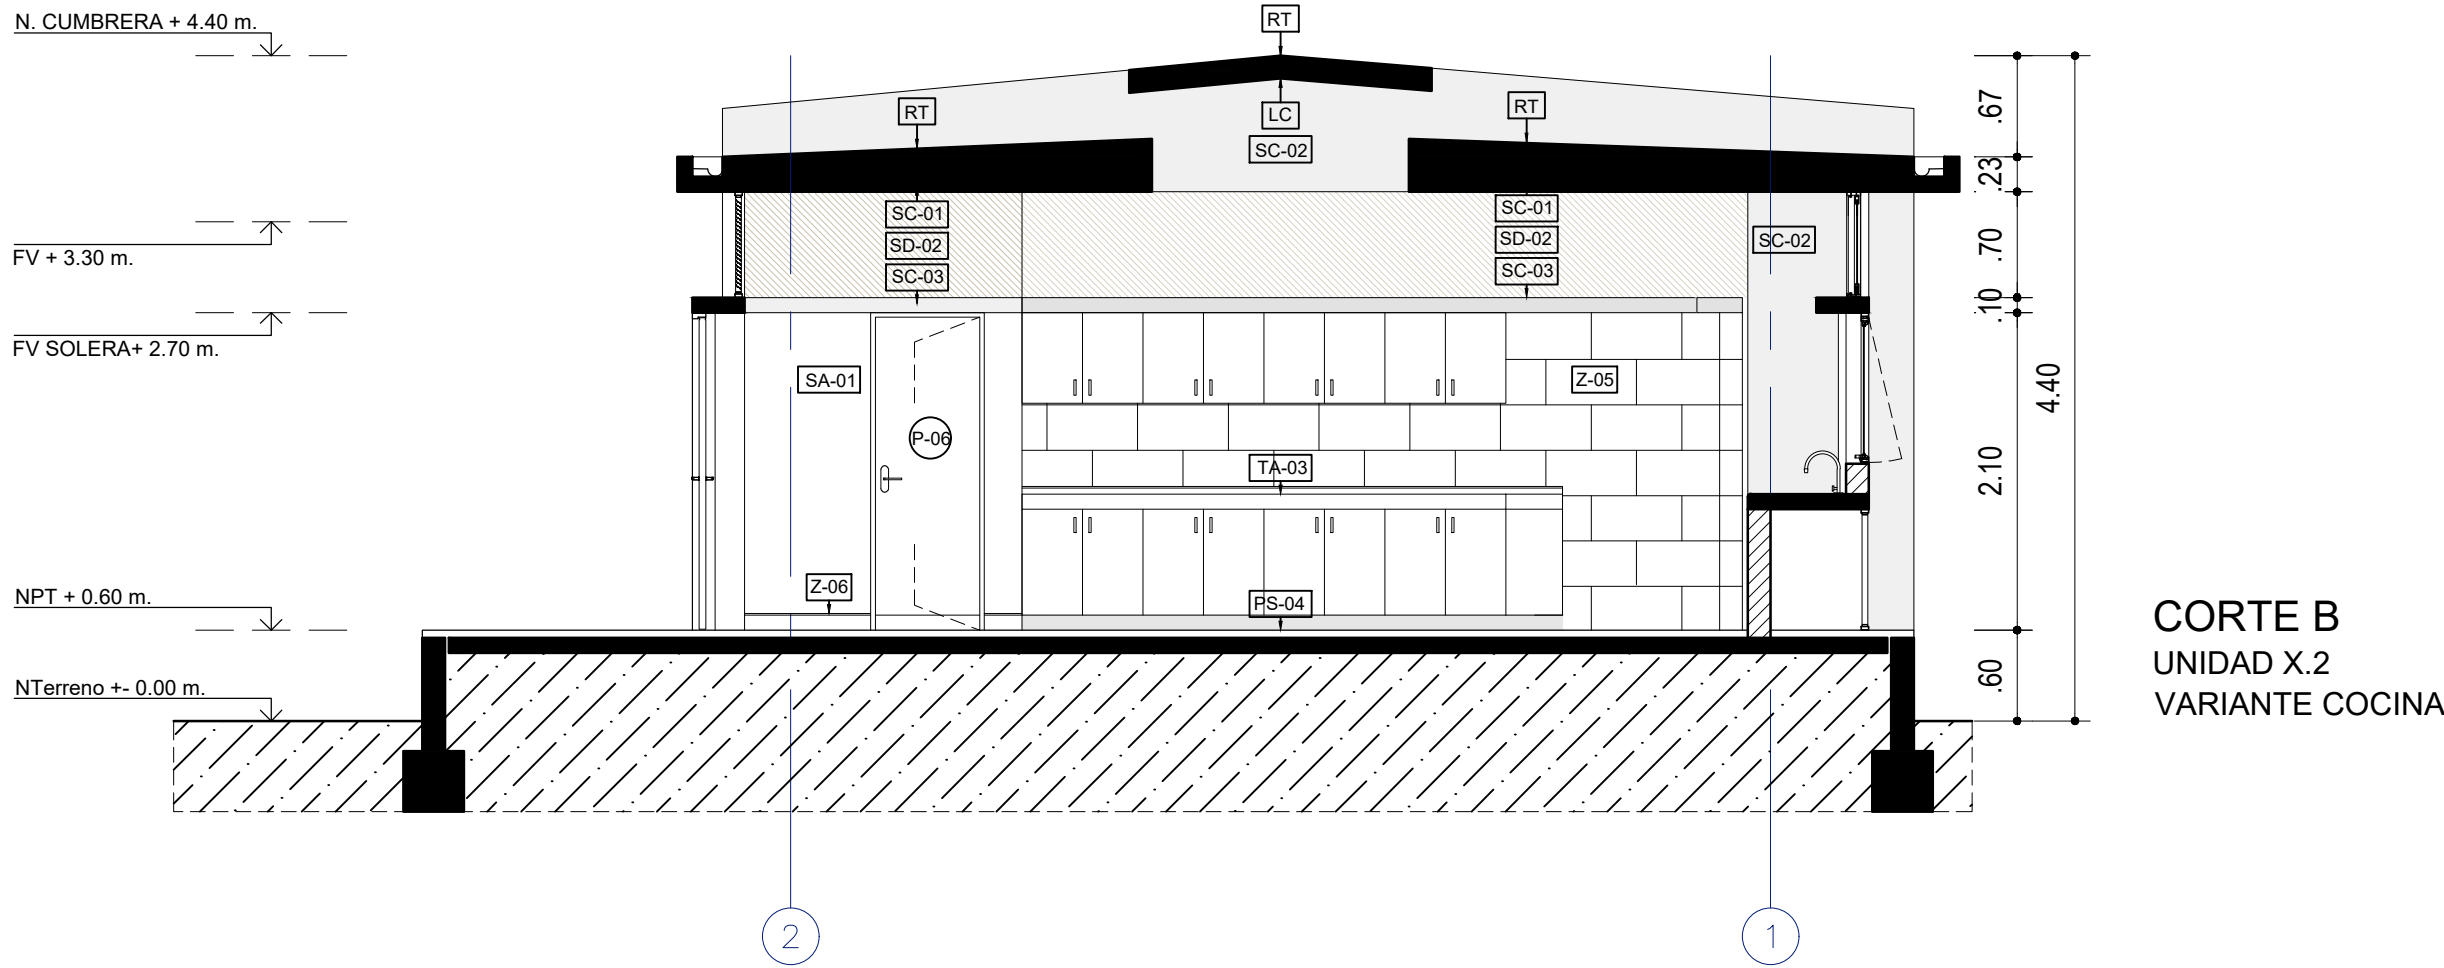 N. CUMBRERA + 4.40 m.
FV + 3.30 m.
FV SOLERA+ 2.70 m.
NPT + 0.60 m.
NTerreno +- 0.00 m.
RT
RT
LC
SC-02
RT
SC-01
SD-02
SC-03
SC-01
SD-02
SC-03
SC-02
SA-01
P-06
Z-05
TA-03
Z-06
PS-04
.67
.23
.70
.10
2.10
.60
4.40
2
1
CORTE B
UNIDAD X.2
VARIANTE COCINA